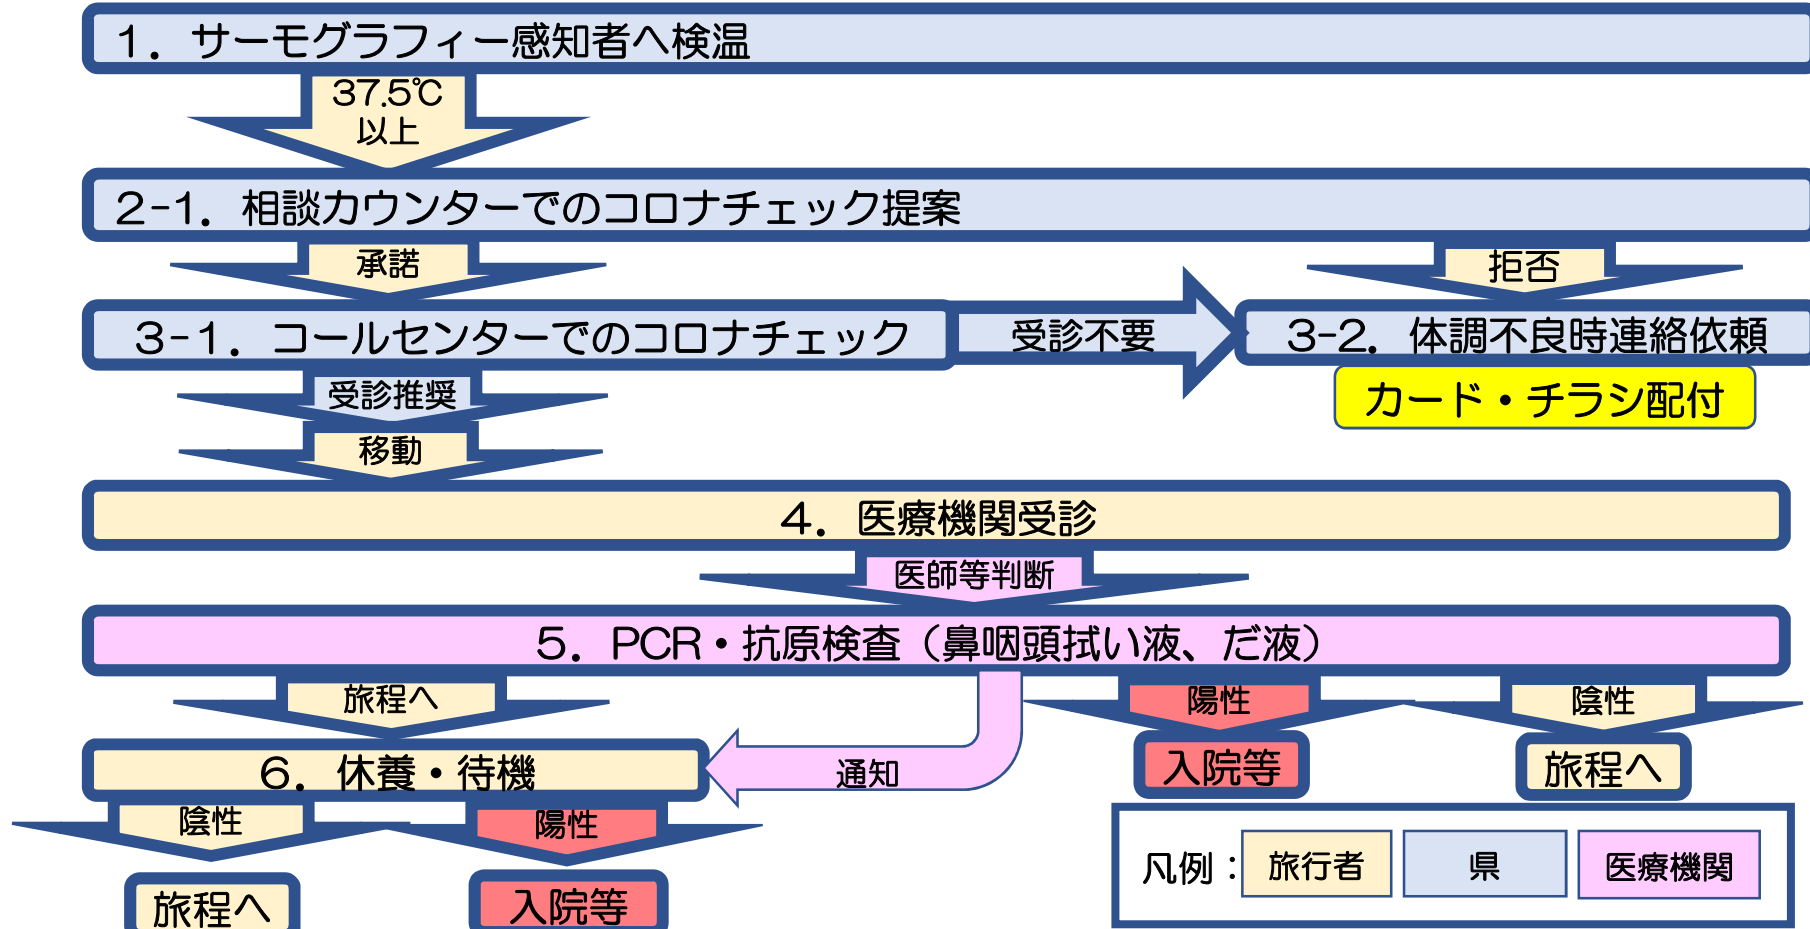 1．サーモグラフィー感知者へ検温
37.5℃
以上
2-1．相談カウンターでのコロナチェック提案
承諾
拒否
3-1．コールセンターでのコロナチェック
受診不要
3-2．体調不良時連絡依頼
カード・チラシ配付
受診推奨
移動
4．医療機関受診
医師等判断
5．PCR・抗原検査（鼻咽頭拭い液、だ液）
旅程へ
陽性
陰性
6．休養・待機
通知
入院等
旅程へ
陰性
陽性
旅程へ
入院等
凡例：
旅行者
県
医療機関